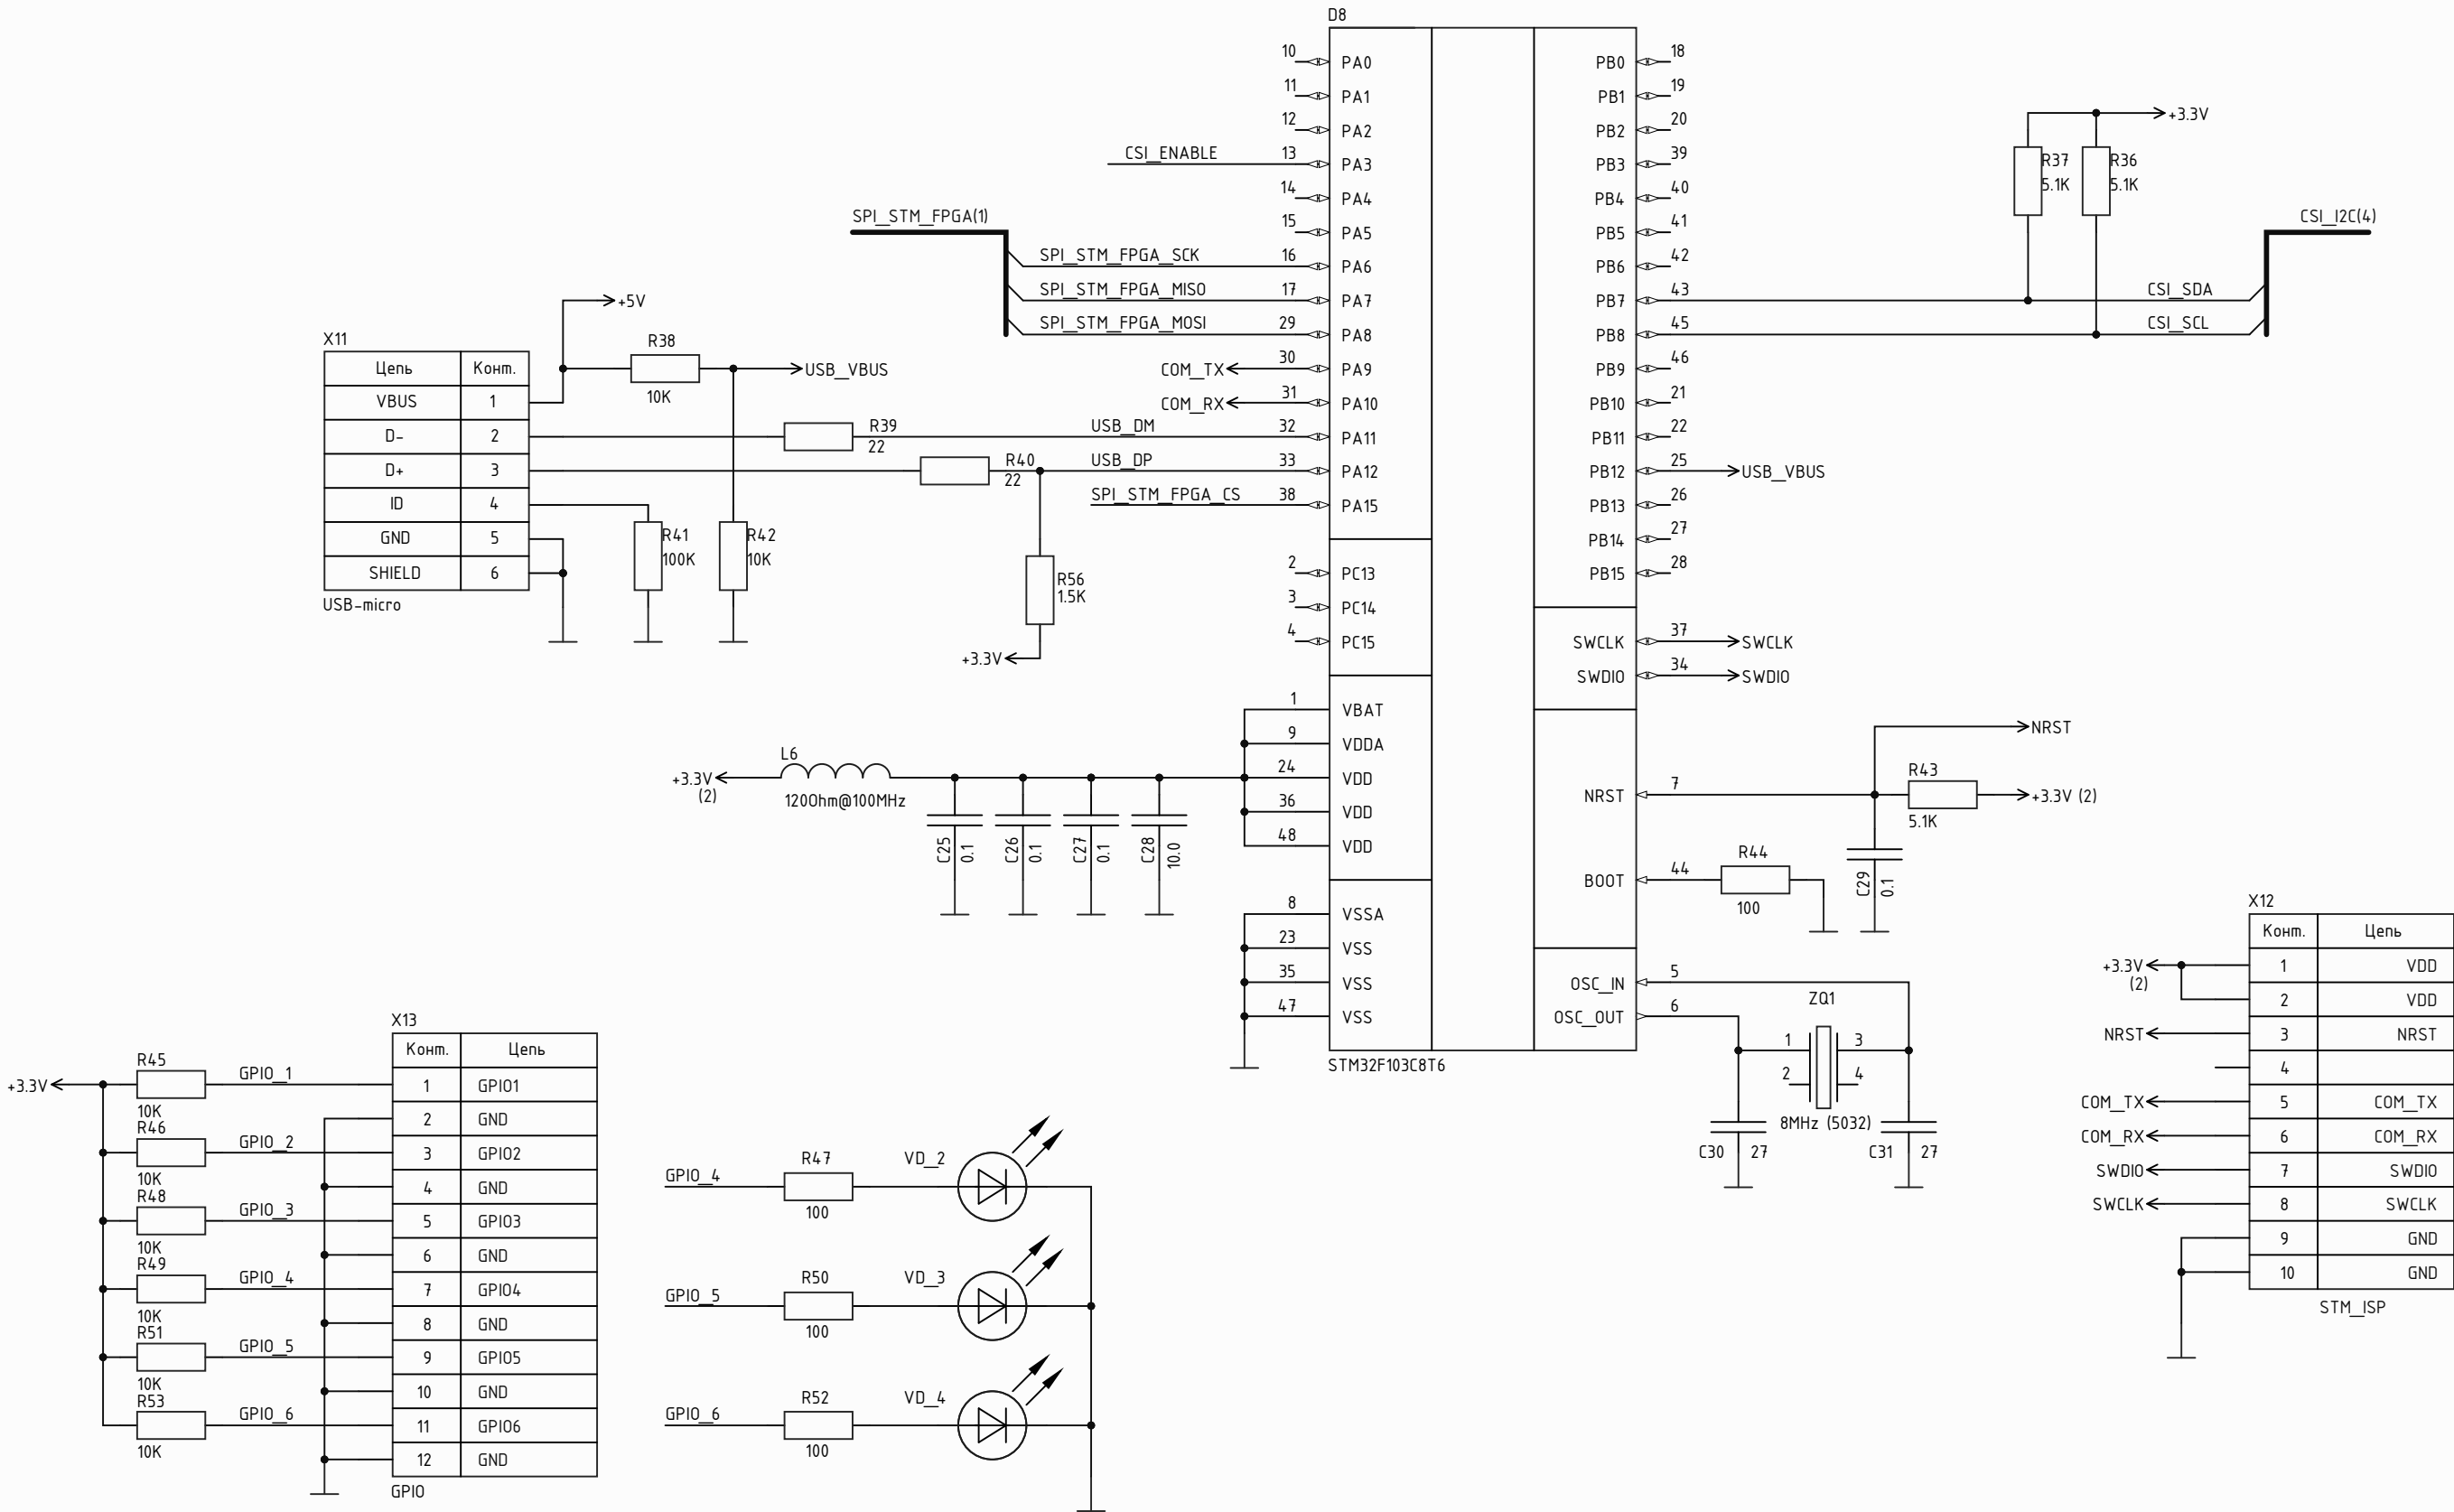 D8
10 PA0 PB0 18
11 PA1 PB1 19
12 PA2 PB2 20
CSI_ENABLE 13 PA3 PB3 39
14 PA4 PB4 40
15 PA5 PB5 41
SPI_STM_FPGA(1)
SPI_STM_FPGA_SCK 16 PA6 PB6 42
SPI_STM_FPGA_MISO 17 PA7 PB7 43 CSI_SDA
SPI_STM_FPGA_MOSI 29 PA8 PB8 45 CSI_SCL
COM_TX 30 PA9 PB9 46
COM_RX 31 PA10 PB10 21
USB_DM 32 PA11 PB11 22
USB_DP 33 PA12 PB12 25 USB_VBUS
SPI_STM_FPGA_CS 38 PA15 PB13 26
PB14 27
2 PC13 PB15 28
3 PC14
4 PC15 SWCLK 37 SWCLK
SWDIO 34 SWDIO
1 VBAT
9 VDDA
24 VDD
36 VDD
48 VDD
NRST 7
BOOT 44
8 VSSA
23 VSS
35 VSS
47 VSS
OSC_IN 5
OSC_OUT 6
STM32F103C8T6
+3.3V
R37
5.1K
R36
5.1K
CSI_I2C(4)
+5V
X11
Цепь Конт.
VBUS 1
D- 2
D+ 3
ID 4
GND 5
SHIELD 6
USB-micro
R38
10K
USB_VBUS
R39
22
R40
22
R41
100K
R42
10K
R56
1.5K
+3.3V
L6
+3.3V
(2)
120Ohm@100MHz
C25
0.1
C26
0.1
C27
0.1
C28
10.0
NRST
R43
5.1K
+3.3V (2)
R44
100
C29
0.1
ZQ1
1 3
2 4
8MHz (5032)
C30 27
C31 27
X12
Конт. Цепь
+3.3V
(2)
1 VDD
2 VDD
NRST 3 NRST
4
COM_TX 5 COM_TX
COM_RX 6 COM_RX
SWDIO 7 SWDIO
SWCLK 8 SWCLK
9 GND
10 GND
STM_ISP
X13
Конт. Цепь
+3.3V
R45
10K
GPIO_1 1 GPIO1
2 GND
R46
10K
GPIO_2 3 GPIO2
4 GND
R48
10K
GPIO_3 5 GPIO3
6 GND
R49
10K
GPIO_4 7 GPIO4
8 GND
R51
10K
GPIO_5 9 GPIO5
10 GND
R53
10K
GPIO_6 11 GPIO6
12 GND
GPIO
GPIO_4 R47 VD_2
100
GPIO_5 R50 VD_3
100
GPIO_6 R52 VD_4
100